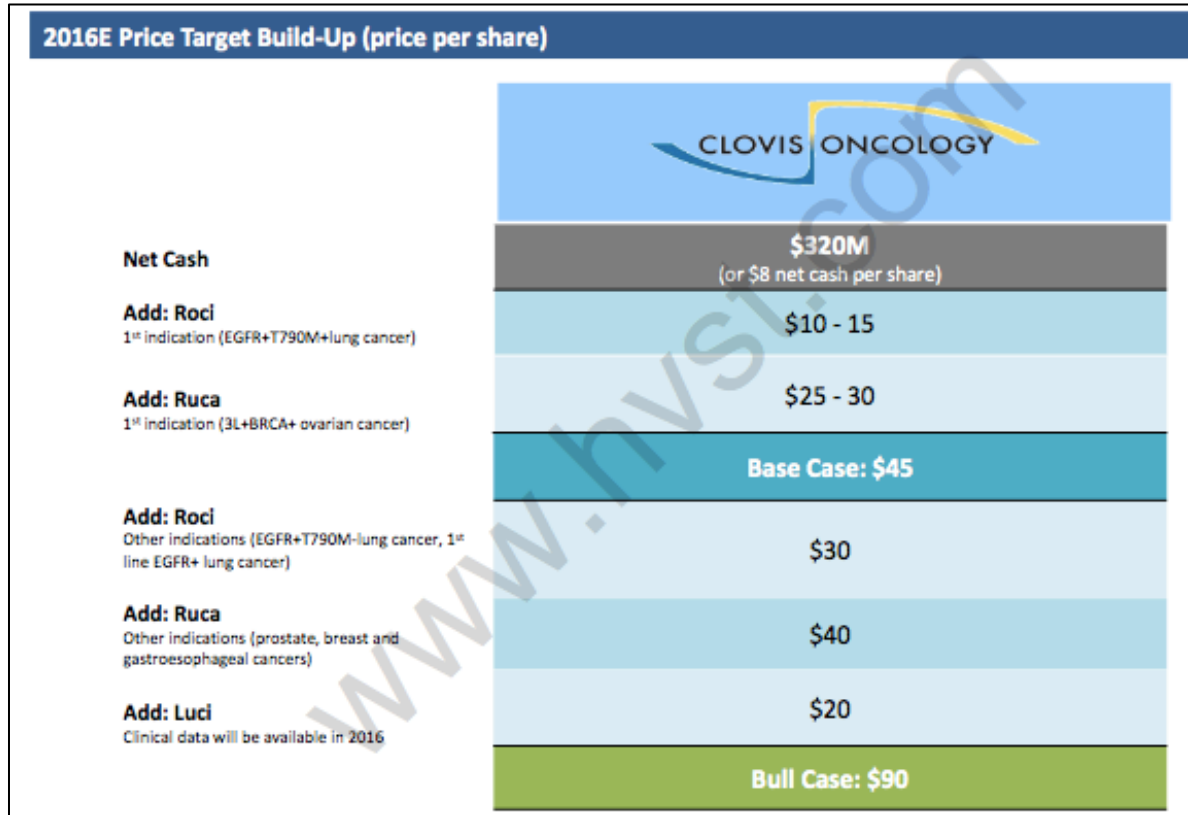 2016E Price Target Build-Up (price per share)
CLOVIS ONCOLOGY
Net Cash
$320M
(or $8 net cash per share)
Add: Roci
1st indication (EGFR+T790M+lung cancer)
$10 - 15
Add: Ruca
1st indication (3L+BRCA+ ovarian cancer)
$25 - 30
Base Case: $45
Add: Roci
Other indications (EGFR+T790M-lung cancer, 1st
line EGFR+ lung cancer)
$30
Add: Ruca
Other indications (prostate, breast and
gastroesophageal cancers)
$40
Add: Luci
Clinical data will be available in 2016
$20
Bull Case: $90
www.hvst.com